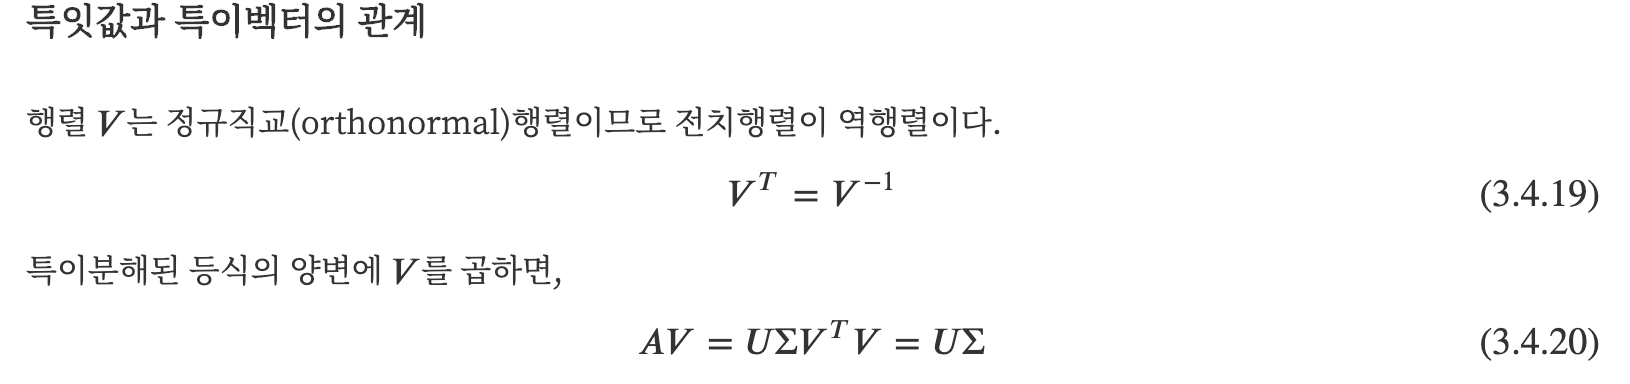 특잇값과 특이벡터의 관계
행렬 V는 정규직교(orthonormal)행렬이므로 전치행렬이 역행렬이다.
V^T = V^{-1} (3.4.19)
특이분해된 등식의 양변에 V를 곱하면,
AV = UΣV^T V = UΣ (3.4.20)